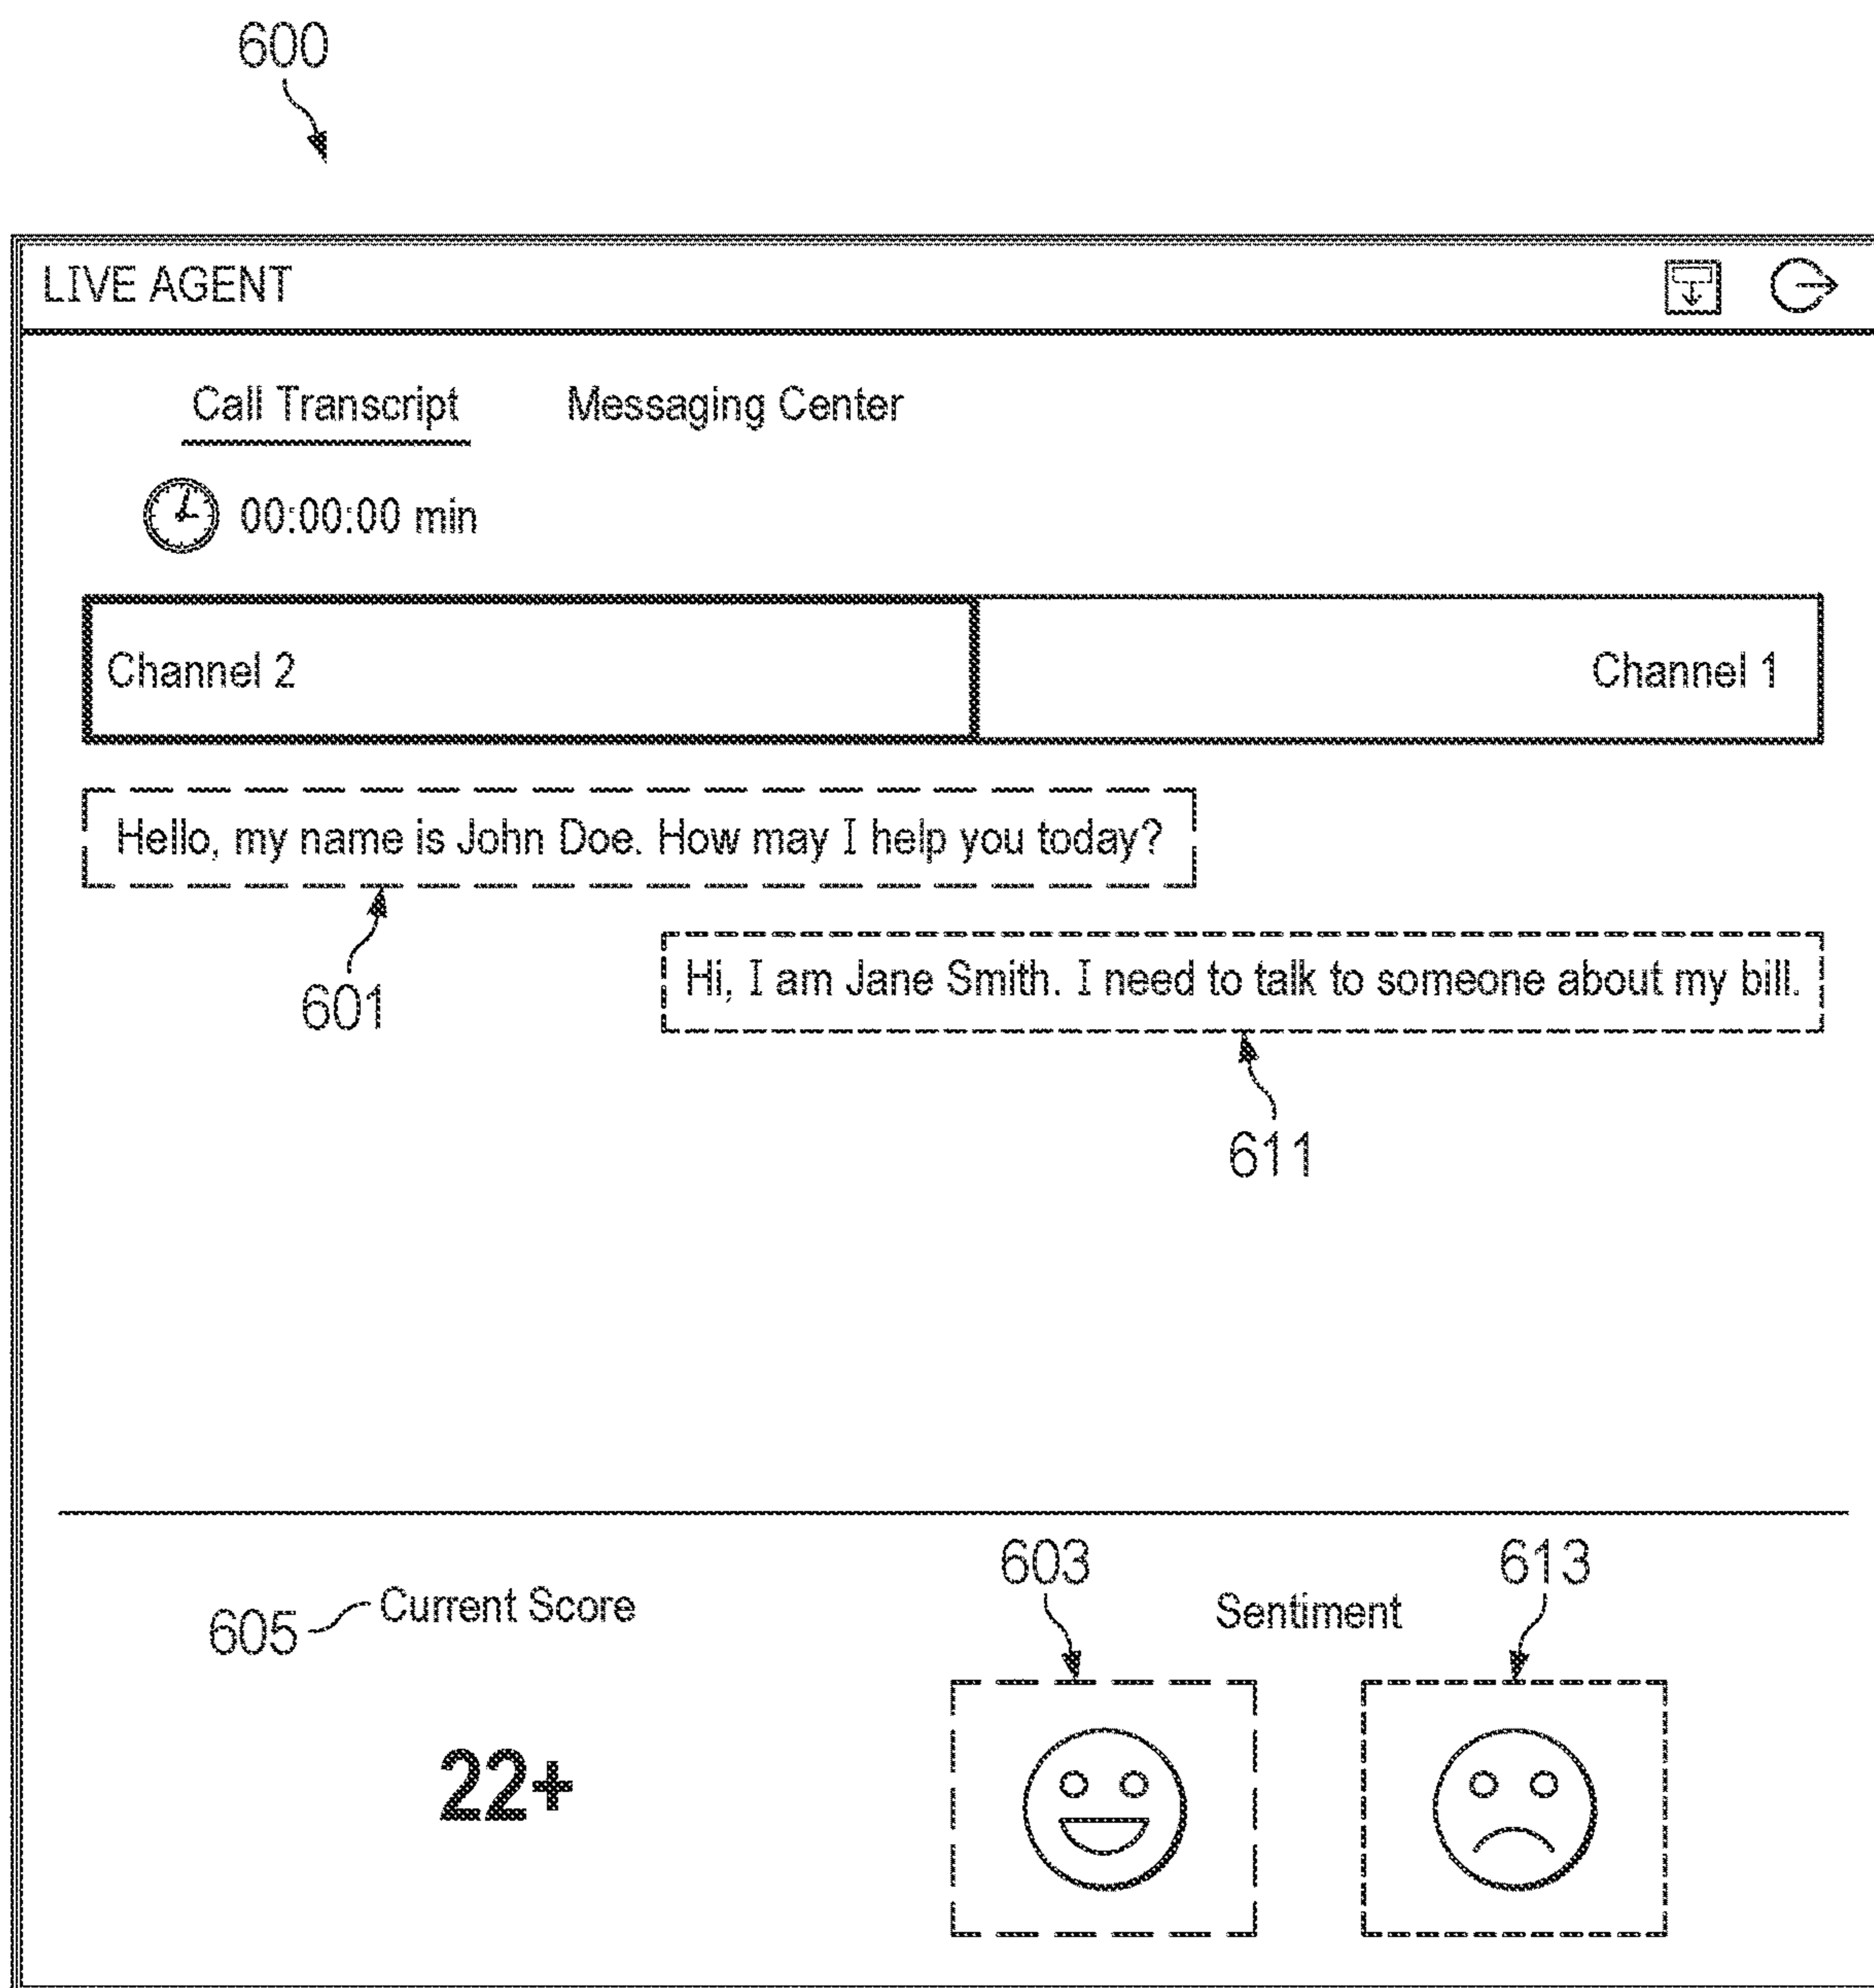 600
LIVE AGENT
Call Transcript Messaging Center
00:00:00 min
Channel 2 Channel 1
Hello, my name is John Doe. How may I help you today?
601
Hi, I am Jane Smith. I need to talk to someone about my bill.
611
603 613
605 Current Score Sentiment
22+